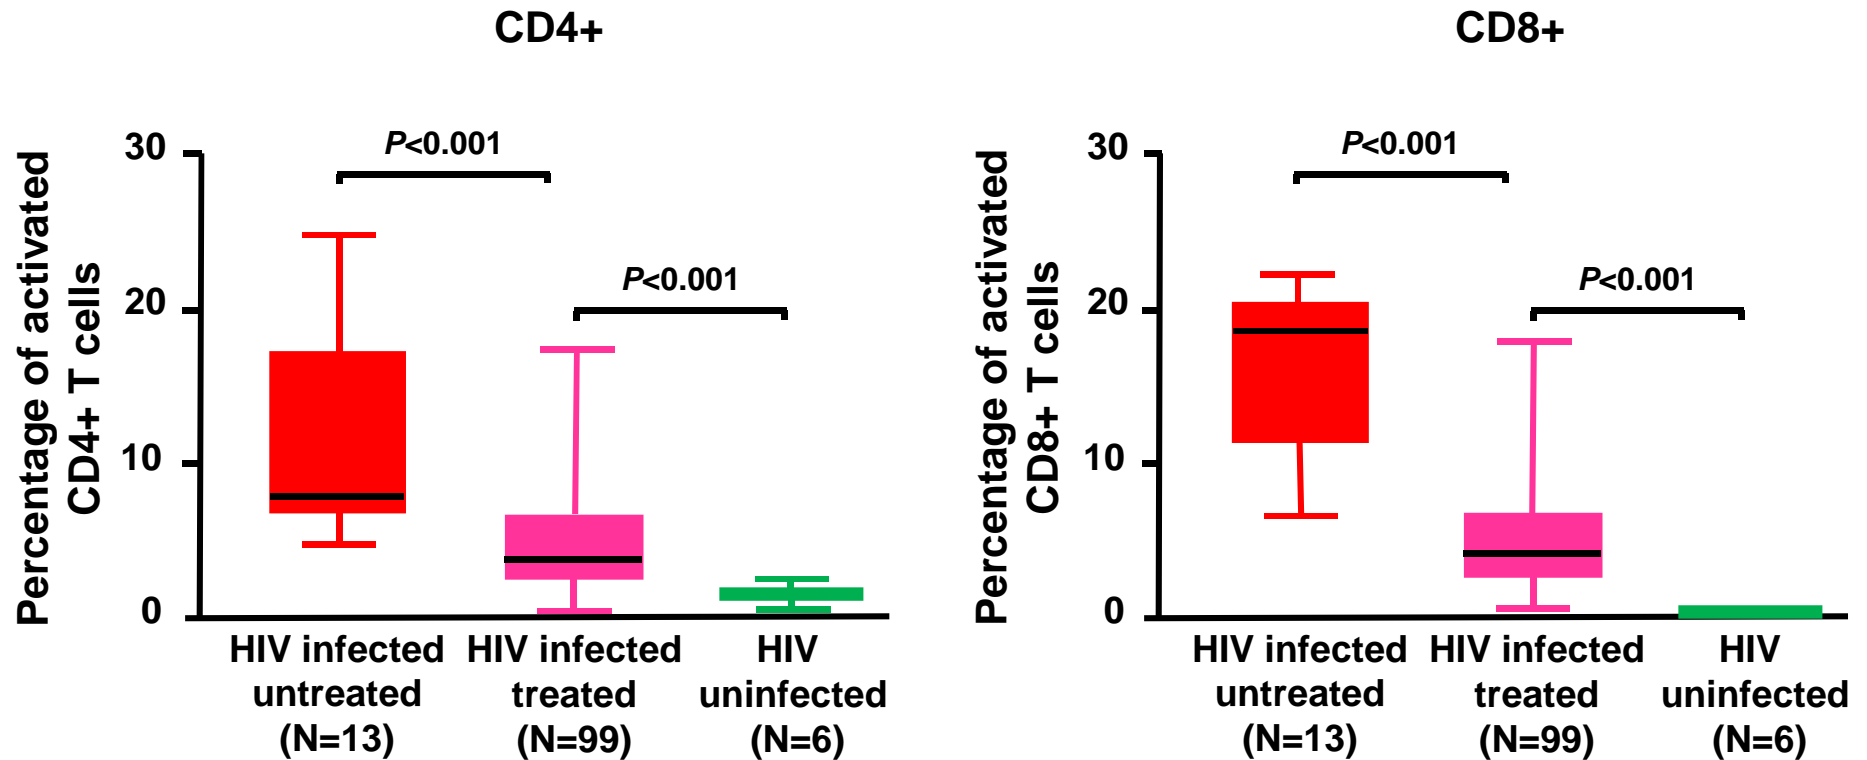 CD4+
Percentage of activated
CD4+ T cells
30
20
10
0
P<0.001
P<0.001
HIV infected
untreated
(N=13)
HIV infected
treated
(N=99)
HIV
uninfected
(N=6)
CD8+
Percentage of activated
CD8+ T cells
30
20
10
0
P<0.001
P<0.001
HIV infected
untreated
(N=13)
HIV infected
treated
(N=99)
HIV
uninfected
(N=6)